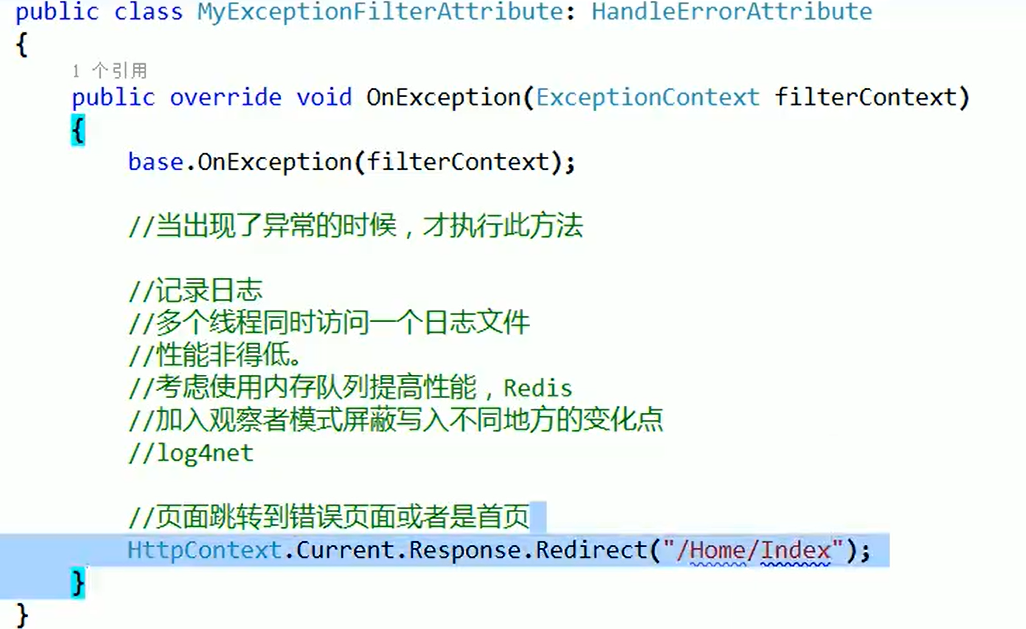 public class MyExceptionFilterAttribute: HandleErrorAttribute
{
1 个引用
public override void OnException(ExceptionContext filterContext)
{
base.OnException(filterContext);
//当出现了异常的时候，才执行此方法
//记录日志
//多个线程同时访问一个日志文件
//性能非得低。
//考虑使用内存队列提高性能，Redis
//加入观察者模式屏蔽写入不同地方的变化点
//log4net
//页面跳转到错误页面或者是首页
HttpContext.Current.Response.Redirect("/Home/Index");
}
}